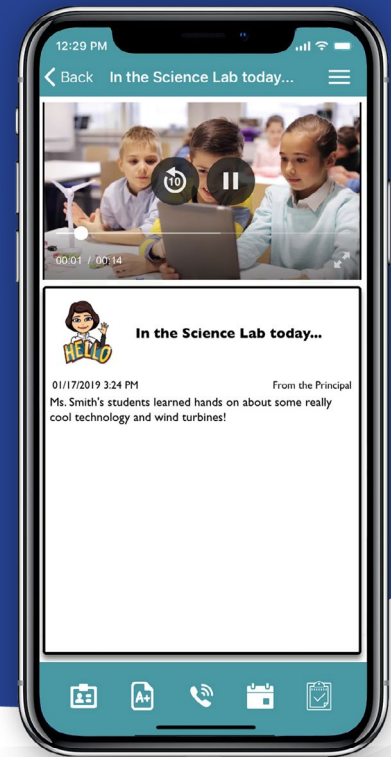 12:29 PM
Back In the Science Lab today...
10
00:01 / 00:14
HELLO
In the Science Lab today...
01/17/2019 3:24 PM From the Principal
Ms. Smith's students learned hands on about some really
cool technology and wind turbines!
A+